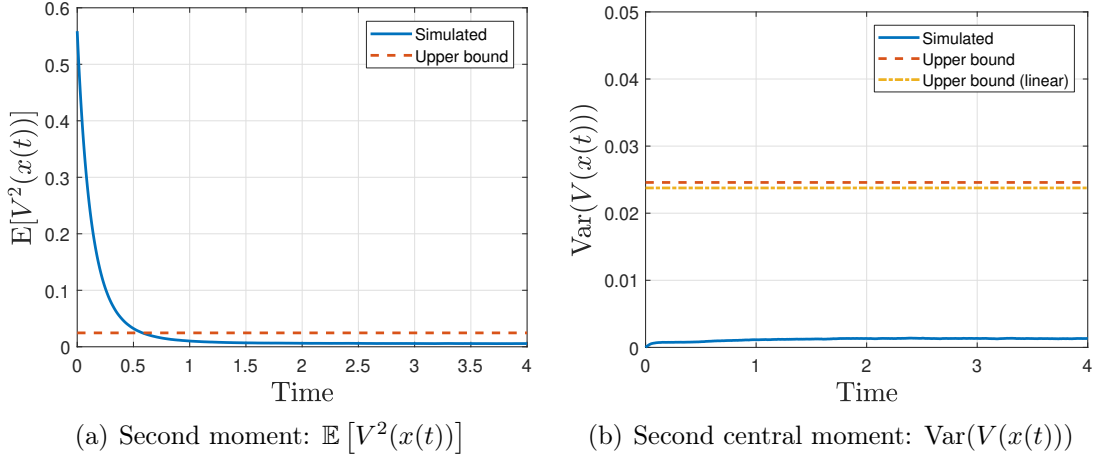 0.6
0.5
0.4
0.3
0.2
0.1
0
E[V²(x(t))]
Simulated
Upper bound
0 0.5 1 1.5 2 2.5 3 3.5 4
Time
(a) Second moment: 𝔼 [V²(x(t))]
0.05
0.04
0.03
0.02
0.01
0
Var(V(x(t)))
Simulated
Upper bound
Upper bound (linear)
0 1 2 3 4
Time
(b) Second central moment: Var(V(x(t)))